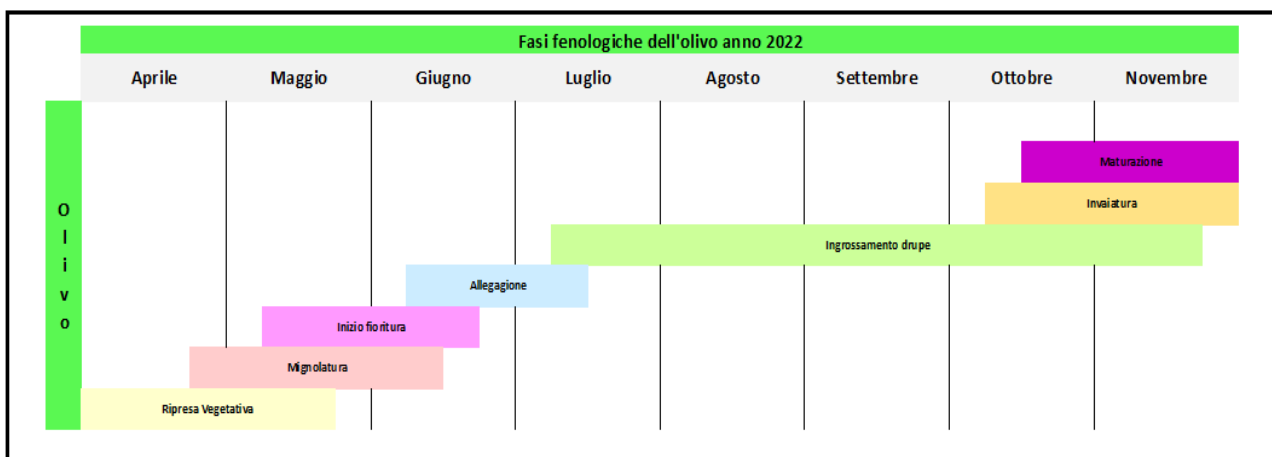 Fasi fenologiche dell'olivo anno 2022
Aprile Maggio Giugno Luglio Agosto Settembre Ottobre Novembre
Olivo
Maturazione
Invaiatura
Ingrossamento drupe
Allegagione
Inizio fioritura
Mignolatura
Ripresa Vegetativa